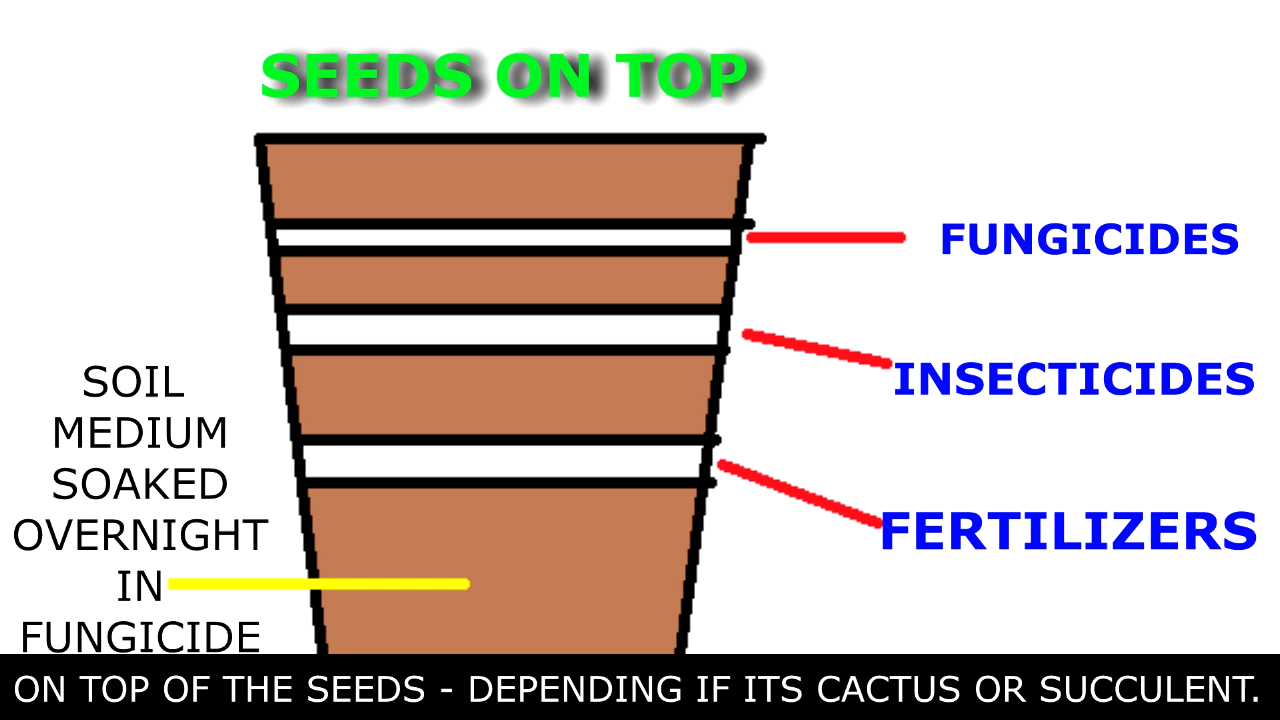 SEEDS ON TOP
FUNGICIDES
INSECTICIDES
FERTILIZERS
SOIL
MEDIUM
SOAKED
OVERNIGHT
IN
FUNGICIDE
ON TOP OF THE SEEDS - DEPENDING IF ITS CACTUS OR SUCCULENT.